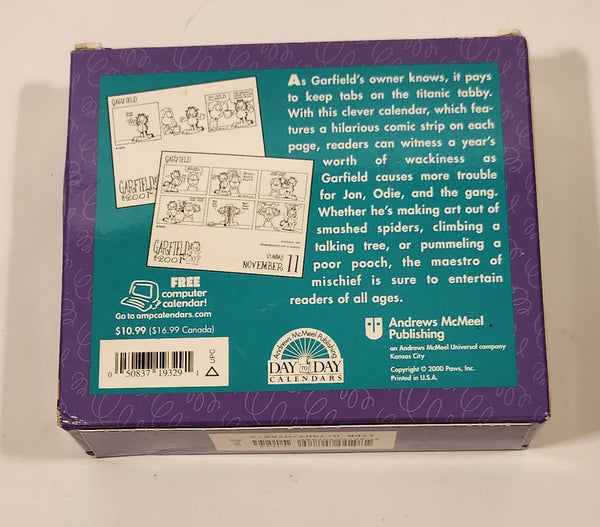 As Garfield's owner knows, it pays
to keep tabs on the titanic tabby.
With this clever calendar, which fea-
tures a hilarious comic strip on each
page, readers can witness a year's
worth of wackiness as
Garfield causes more trouble
for Jon, Odie, and the gang.
Whether he's making art out of
smashed spiders, climbing a
talking tree, or pummeling a
poor pooch, the maestro of
mischief is sure to entertain
readers of all ages.
GARFIELD
GARFIELD
2001
GARFIELD
GARFIELD
2001
SUNDAY
NOVEMBER 11
FREE
computer
calendar!
Go to ampcalendars.com.
$10.99 ($16.99 Canada)
0 50837 19329 1
UPC
Andrews McMeel Publishing
DAY TO DAY
CALENDARS
Andrews McMeel
Publishing
an Andrews McMeel Universal company
Kansas City
Copyright © 2000 Paws, Inc.
Printed in U.S.A.